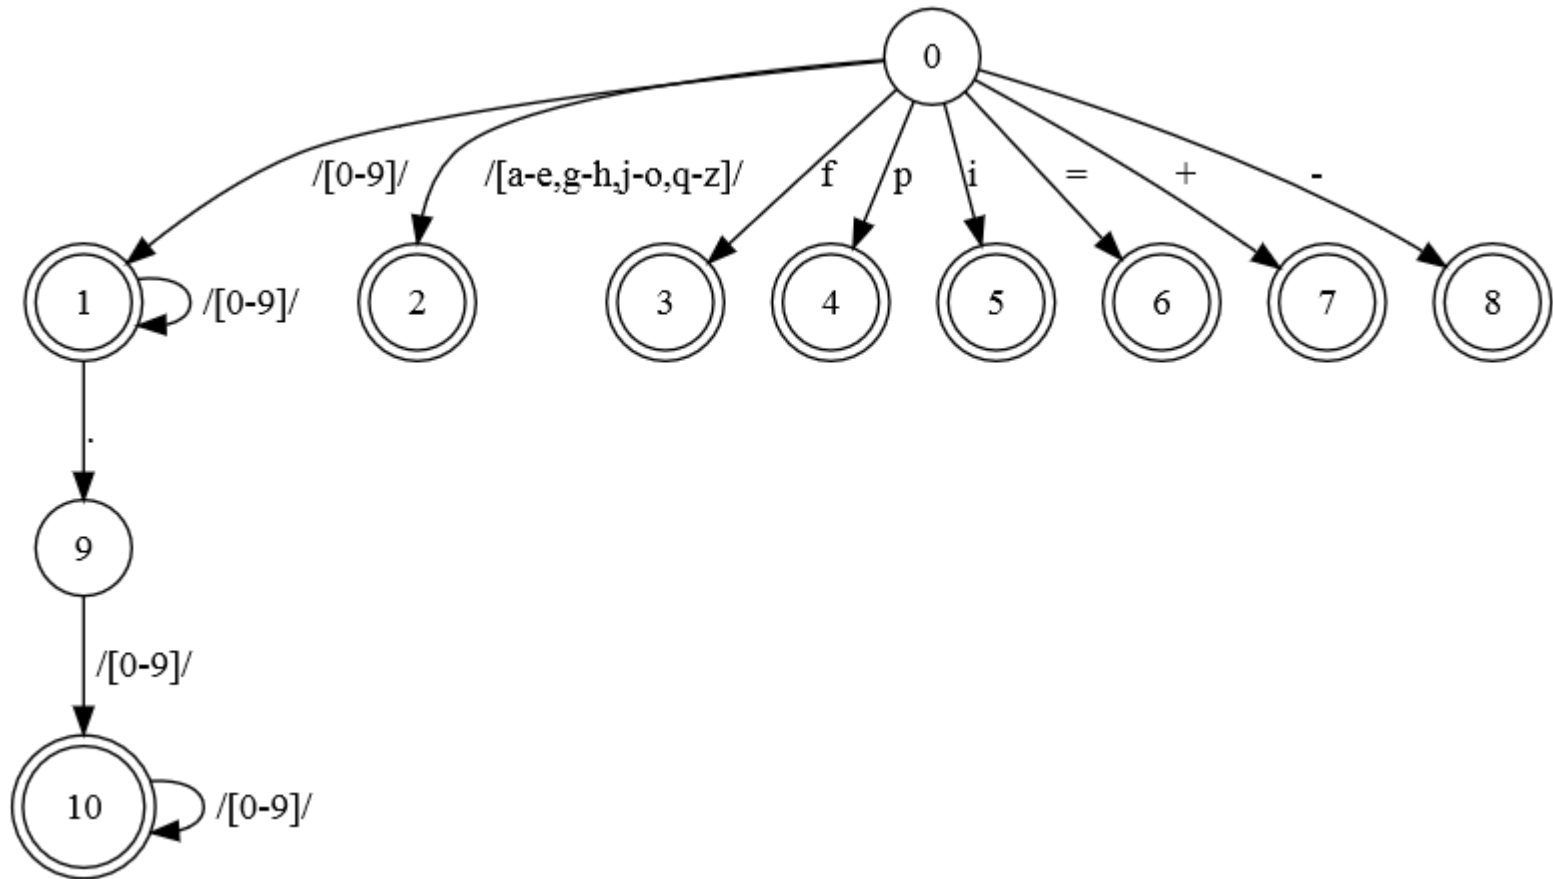 0
/[0-9]/ /[a-e,g-h,j-o,q-z]/ f p i = + -
1 /[0-9]/ 2 3 4 5 6 7 8
.
9
/[0-9]/
10 /[0-9]/